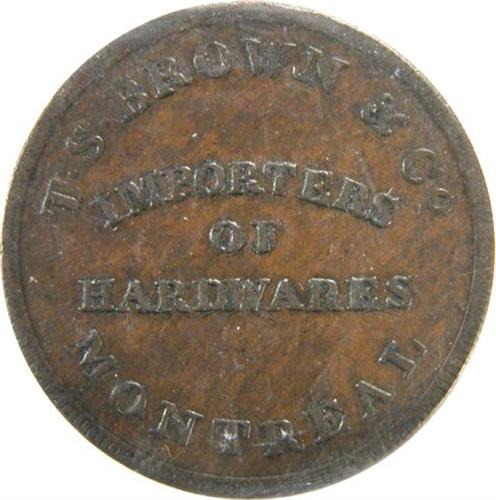 T.S. BROWN & Co.
IMPORTERS
OF
HARDWARES
MONTREAL